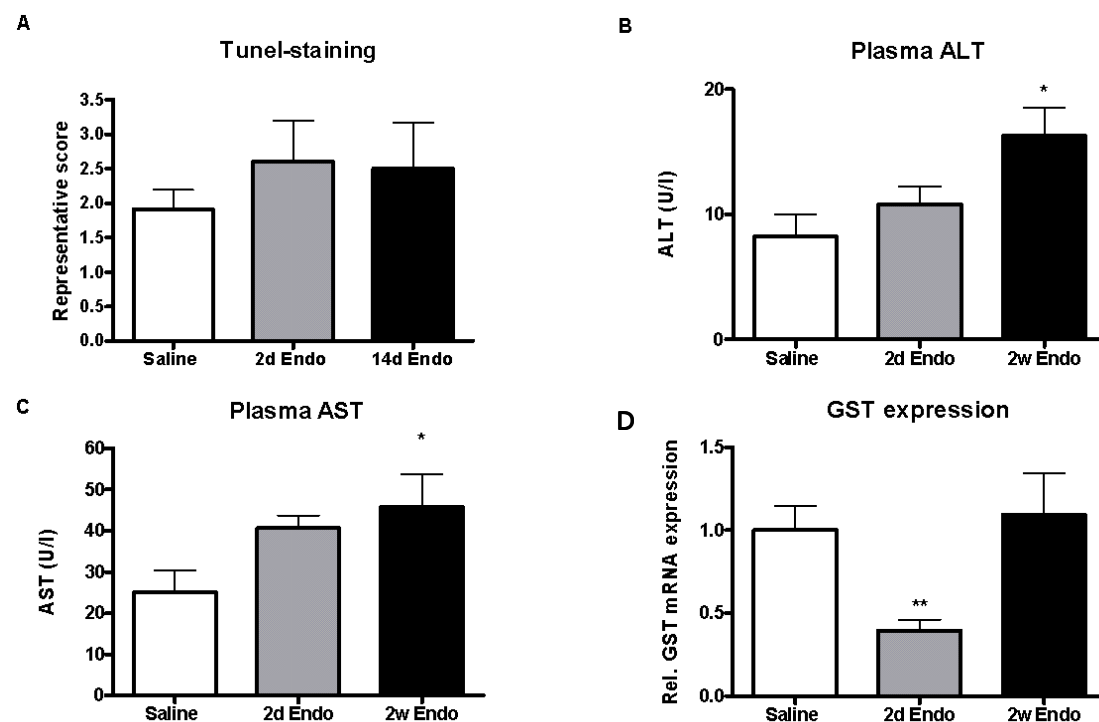 A
Tunel-staining
Representative score
3.5
3.0
2.5
2.0
1.5
1.0
0.5
0.0
Saline 2d Endo 14d Endo
B
Plasma ALT
ALT (U/l)
20
10
0
*
Saline 2d Endo 2w Endo
C
Plasma AST
AST (U/l)
60
50
40
30
20
10
0
*
Saline 2d Endo 2w Endo
D
GST expression
Rel. GST mRNA expression
1.5
1.0
0.5
0.0
**
Saline 2d Endo 2w Endo